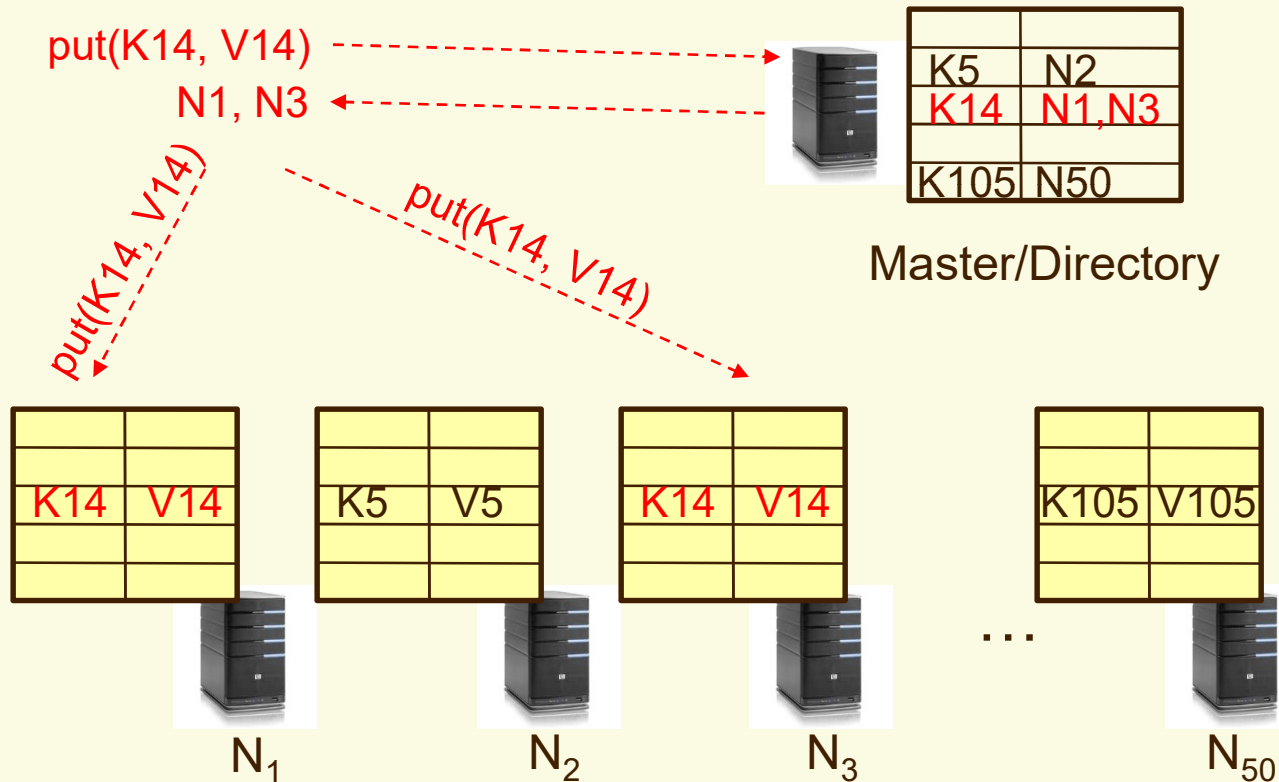 put(K14, V14)
N1, N3
K5 N2
K14 N1,N3
K105 N50
Master/Directory
put(K14, V14)
put(K14, V14)
K14 V14
K5 V5
K14 V14
K105 V105
...
N1
N2
N3
N50